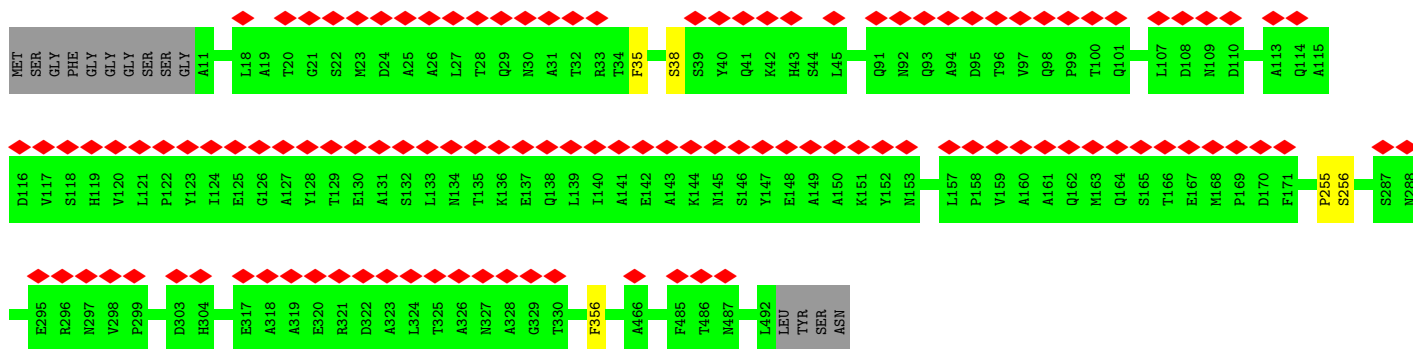 MET SER GLY PHE GLY GLY GLY SER SER GLY A11 L18 A19 T20 G21 S22 M23 D24 A25 A26 L27 T28 Q29 N30 A31 T32 R33 T34 F35 S38 S39 Y40 Q41 K42 H43 S44 L45 Q91 N92 Q93 A94 D95 T96 V97 Q98 P99 T100 Q101 L107 D108 N109 D110 A113 Q114 A115
D116 V117 S118 H119 V120 L121 P122 Y123 I124 E125 G126 A127 Y128 T129 E130 A131 S132 L133 N134 T135 K136 E137 Q138 L139 I140 A141 E142 A143 K144 N145 S146 Y147 E148 A149 A150 K151 Y152 N153 L157 P158 V159 A160 A161 Q162 M163 Q164 S165 T166 E167 M168 P169 D170 F171 P255 S256 S287 N288
E295 R296 N297 V298 P299 D303 H304 E317 A318 A319 E320 R321 D322 A323 L324 T325 A326 N327 A328 G329 T330 F356 A466 F485 T486 N487 L492 LEU TYR SER ASN